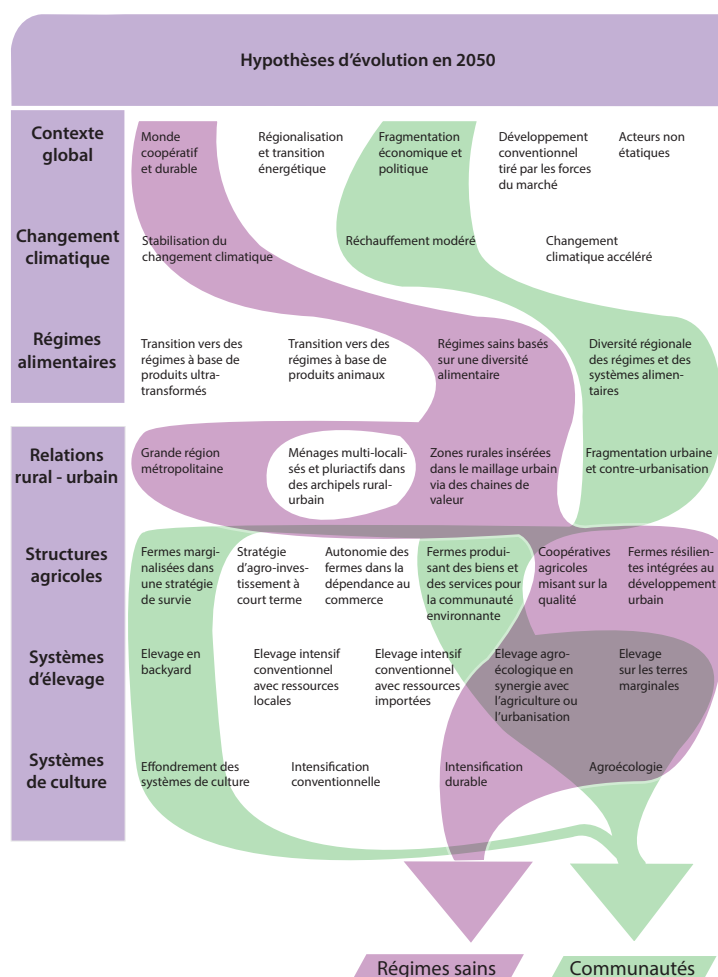 Hypothèses d'évolution en 2050
Contexte
global
Monde
coopératif
et durable
Régionalisation
et transition
énergétique
Fragmentation
économique et
politique
Développement
conventionnel
tiré par les forces
du marché
Acteurs non
étatiques
Changement
climatique
Stabilisation du
changement climatique
Réchauffement modéré
Changement
climatique accéléré
Régimes
alimentaires
Transition vers des
régimes à base de
produits ultra-
transformés
Transition vers des
régimes à base de
produits animaux
Régimes sains basés
sur une diversité
alimentaire
Diversité régionale
des régimes et des
systèmes alimen-
taires
Relations
rural - urbain
Grande région
métropolitaine
Ménages multi-locali-
sés et pluriactifs dans
des archipels rural-
urbain
Zones rurales insérées
dans le maillage urbain
via des chaines de
valeur
Fragmentation urbaine
et contre-urbanisation
Structures
agricoles
Fermes margi-
nalisées dans
une stratégie
de survie
Stratégie
d'agro-inves-
tissement à
court terme
Autonomie des
fermes dans la
dépendance au
commerce
Fermes produi-
sant des biens et
des services pour
la communauté
environnante
Coopératives
agricoles
misant sur la
qualité
Fermes résilien-
tes intégrées au
développement
urbain
Systèmes
d'élevage
Elevage en
backyard
Elevage intensif
conventionnel
avec ressources
locales
Elevage intensif
conventionnel
avec ressources
importées
Elevage agro-
écologique en
synergie avec
l'agriculture ou
l'urbanisation
Elevage
sur les terres
marginales
Systèmes
de culture
Effondrement des
systèmes de culture
Intensification
conventionnelle
Intensification
durable
Agroécologie
Régimes sains
Communautés